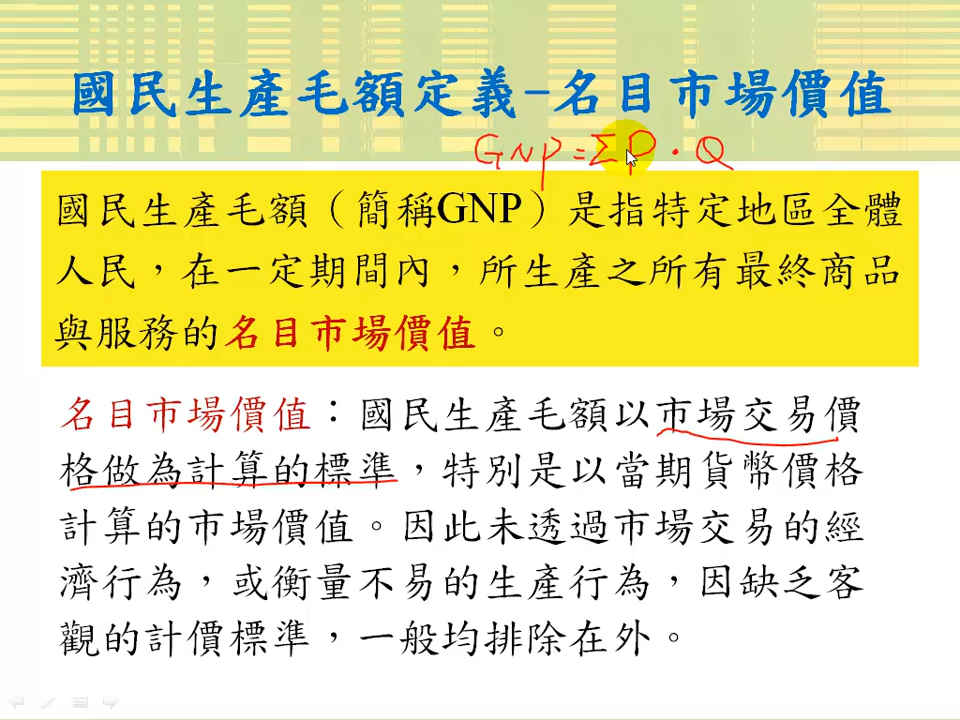 國民生產毛額定義-名目市場價值
GNP=ΣP·Q
國民生產毛額（簡稱GNP）是指特定地區全體
人民，在一定期間內，所生產之所有最終商品
與服務的名目市場價值。
名目市場價值：國民生產毛額以市場交易價
格做為計算的標準，特別是以當期貨幣價格
計算的市場價值。因此未透過市場交易的經
濟行為，或衡量不易的生產行為，因缺乏客
觀的計價標準，一般均排除在外。